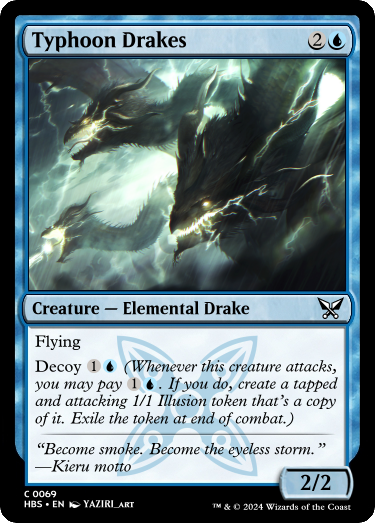 Typhoon Drakes 2
Creature — Elemental Drake
Flying
Decoy 1 (Whenever this creature attacks,
you may pay 1 . If you do, create a tapped
and attacking 1/1 Illusion token that's a copy
of it. Exile the token at end of combat.)
“Become smoke. Become the eyeless storm.”
—Kieru motto
2/2
C 0069
HBS • EN YAZIRI_ART
™ & © 2024 Wizards of the Coast